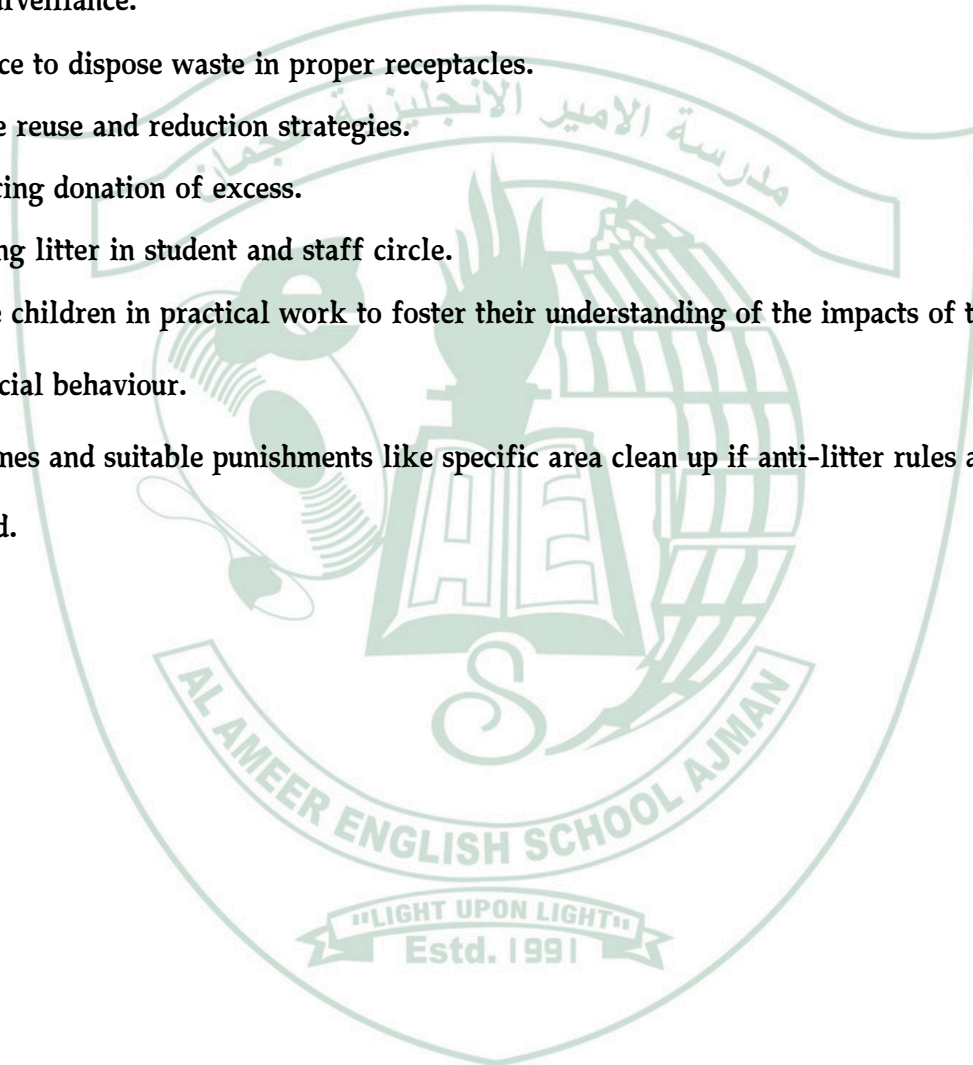 ce to dispose waste in proper receptacles.
e reuse and reduction strategies.
cing donation of excess.
ng litter in student and staff circle.
e children in practical work to foster their understanding of the impacts of t
cial behaviour.
mes and suitable punishments like specific area clean up if anti-litter rules a
d.
مدرسة الامير الانجليزية عجمان
AE
S
AL AMEER ENGLISH SCHOOL AJMAN
"LIGHT UPON LIGHT"
Estd. 1991